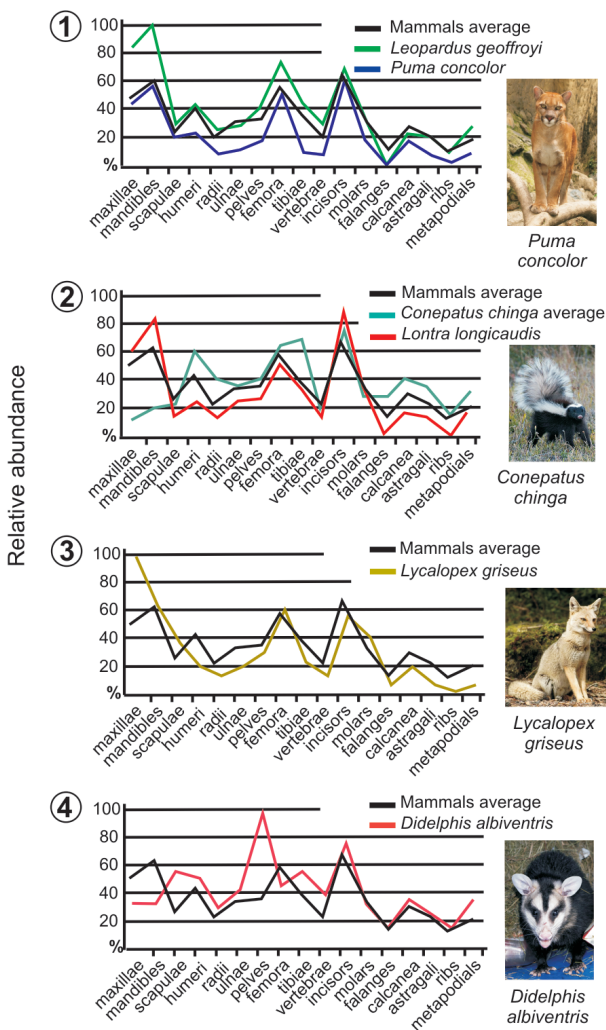 Relative abundance
1
100
80
60
40
20
%
Mammals average
Leopardus geoffroyi
Puma concolor
maxillae
mandibles
scapulae
humeri
radii
ulnae
pelves
femora
tibiae
vertebrae
incisors
molars
falanges
calcanea
astragali
ribs
metapodials
Puma
concolor
2
100
80
60
40
20
%
Mammals average
Conepatus chinga average
Lontra longicaudis
maxillae
mandibles
scapulae
humeri
radii
ulnae
pelves
femora
tibiae
vertebrae
incisors
molars
falanges
calcanea
astragali
ribs
metapodials
Conepatus
chinga
3
100
80
60
40
20
%
Mammals average
Lycalopex griseus
maxillae
mandibles
scapulae
humeri
radii
ulnae
pelves
femora
tibiae
vertebrae
incisors
molars
falanges
calcanea
astragali
ribs
metapodials
Lycalopex
griseus
4
100
80
60
40
20
%
Mammals average
Didelphis albiventris
maxillae
mandibles
scapulae
humeri
radii
ulnae
pelves
femora
tibiae
vertebrae
incisors
molars
falanges
calcanea
astragali
ribs
metapodials
Didelphis
albiventris